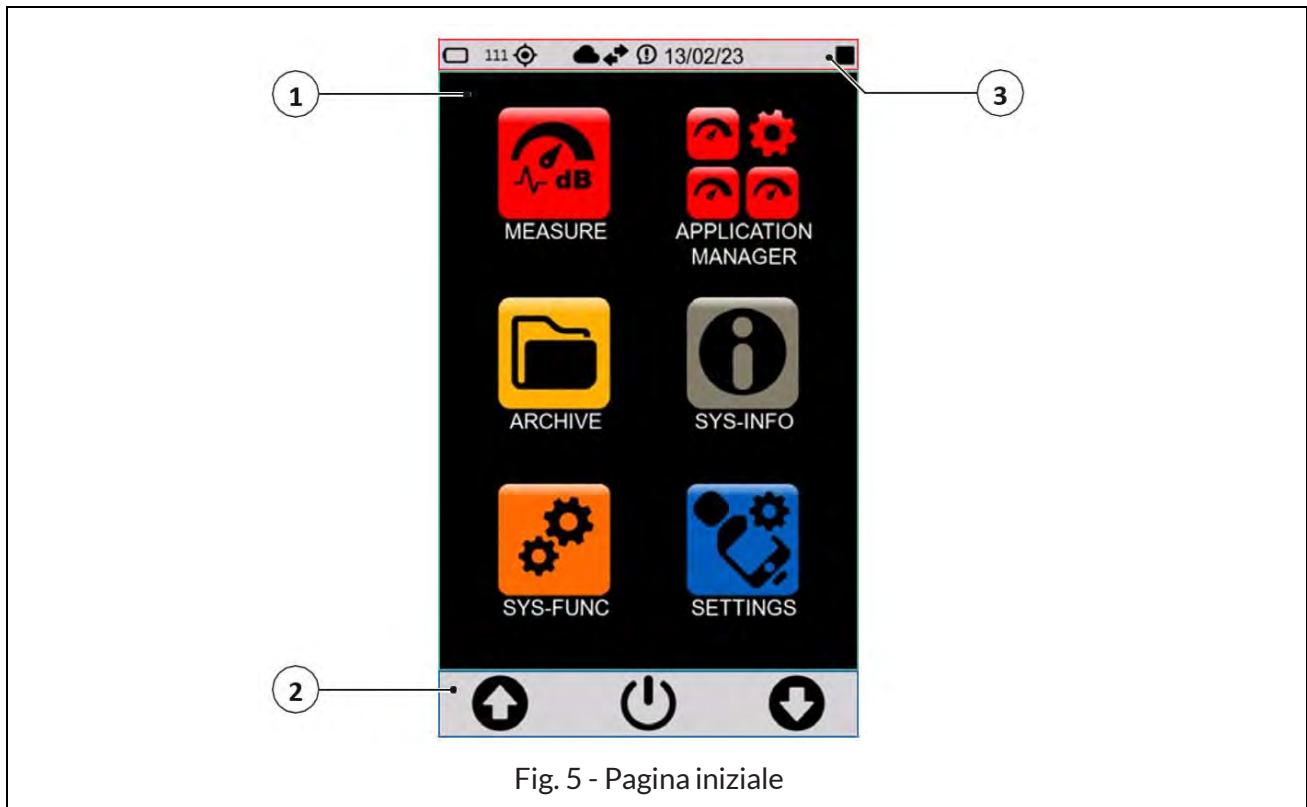 111 13/02/23
1
3
dB
MEASURE
APPLICATION
MANAGER
ARCHIVE
SYS-INFO
SYS-FUNC
SETTINGS
2
Fig. 5 - Pagina iniziale